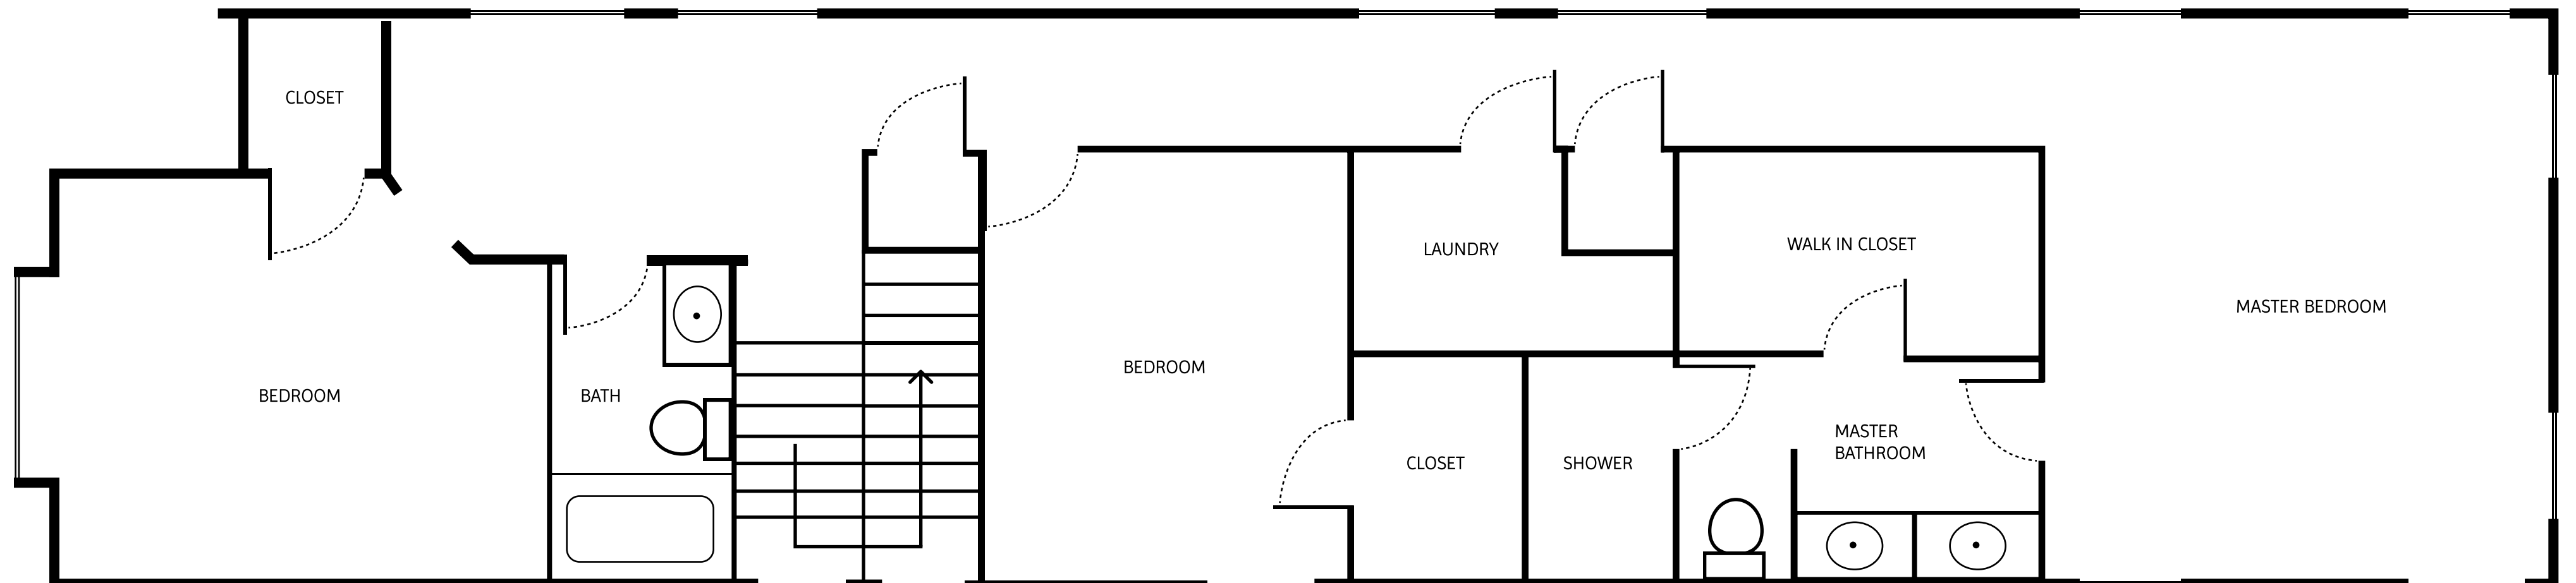 CLOSET
WALK IN CLOSET
LAUNDRY
MASTER BEDROOM
BEDROOM
BEDROOM
BATH
MASTER
BATHROOM
CLOSET
SHOWER